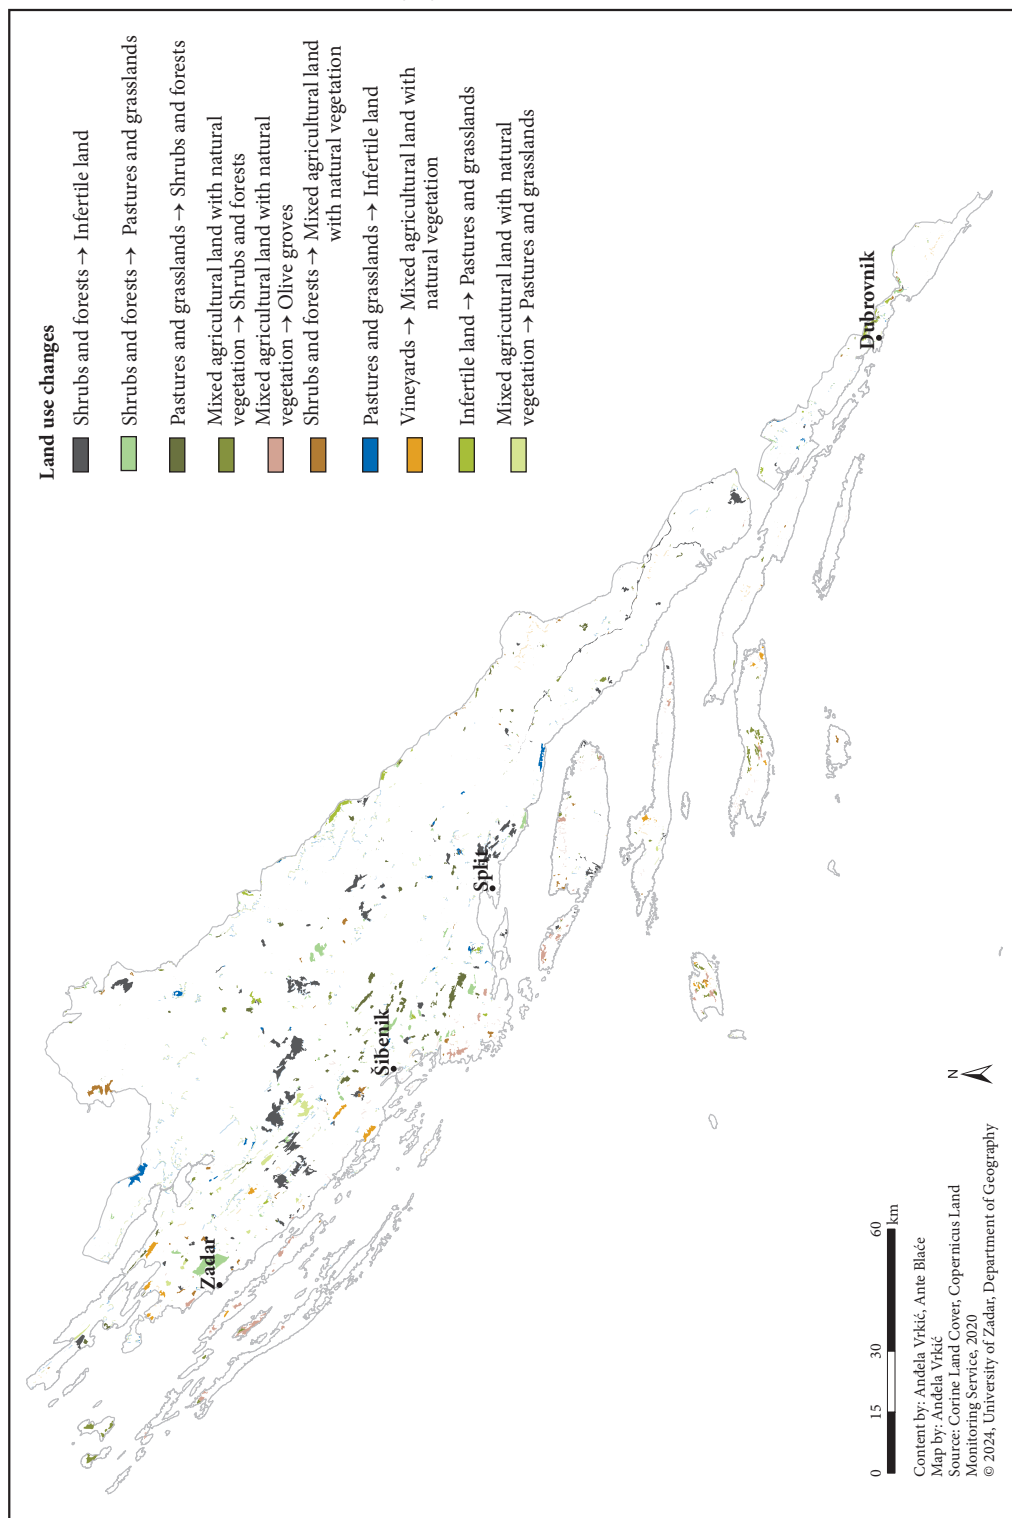 Land use changes
Shrubs and forests → Infertile land
Shrubs and forests → Pastures and grasslands
Pastures and grasslands → Shrubs and forests
Mixed agricultural land with natural
vegetation → Shrubs and forests
Mixed agricultural land with natural
vegetation → Olive groves
Shrubs and forests → Mixed agricultural land
with natural vegetation
Pastures and grasslands → Infertile land
Vineyards → Mixed agricultural land with
natural vegetation
Infertile land → Pastures and grasslands
Mixed agricutural land with natural
vegetation → Pastures and grasslands
Zadar
Šibenik
Split
Dubrovnik
N
0 15 30 60
km
Content by: Anđela Vrkić, Ante Blaće
Map by: Anđela Vrkić
Source: Corine Land Cover, Copernicus Land
Monitoring Service, 2020
© 2024, University of Zadar, Department of Geography